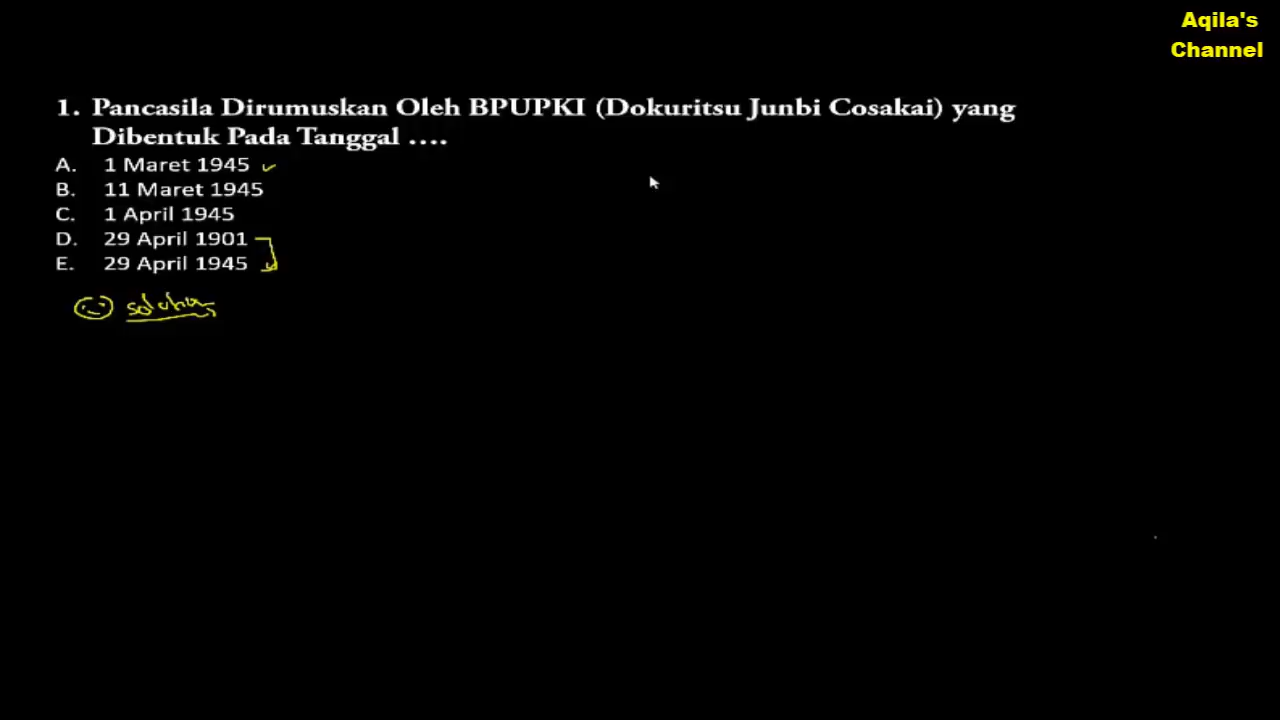 Aqila's
Channel
1. Pancasila Dirumuskan Oleh BPUPKI (Dokuritsu Junbi Cosakai) yang
Dibentuk Pada Tanggal ....
A. 1 Maret 1945
B. 11 Maret 1945
C. 1 April 1945
D. 29 April 1901
E. 29 April 1945